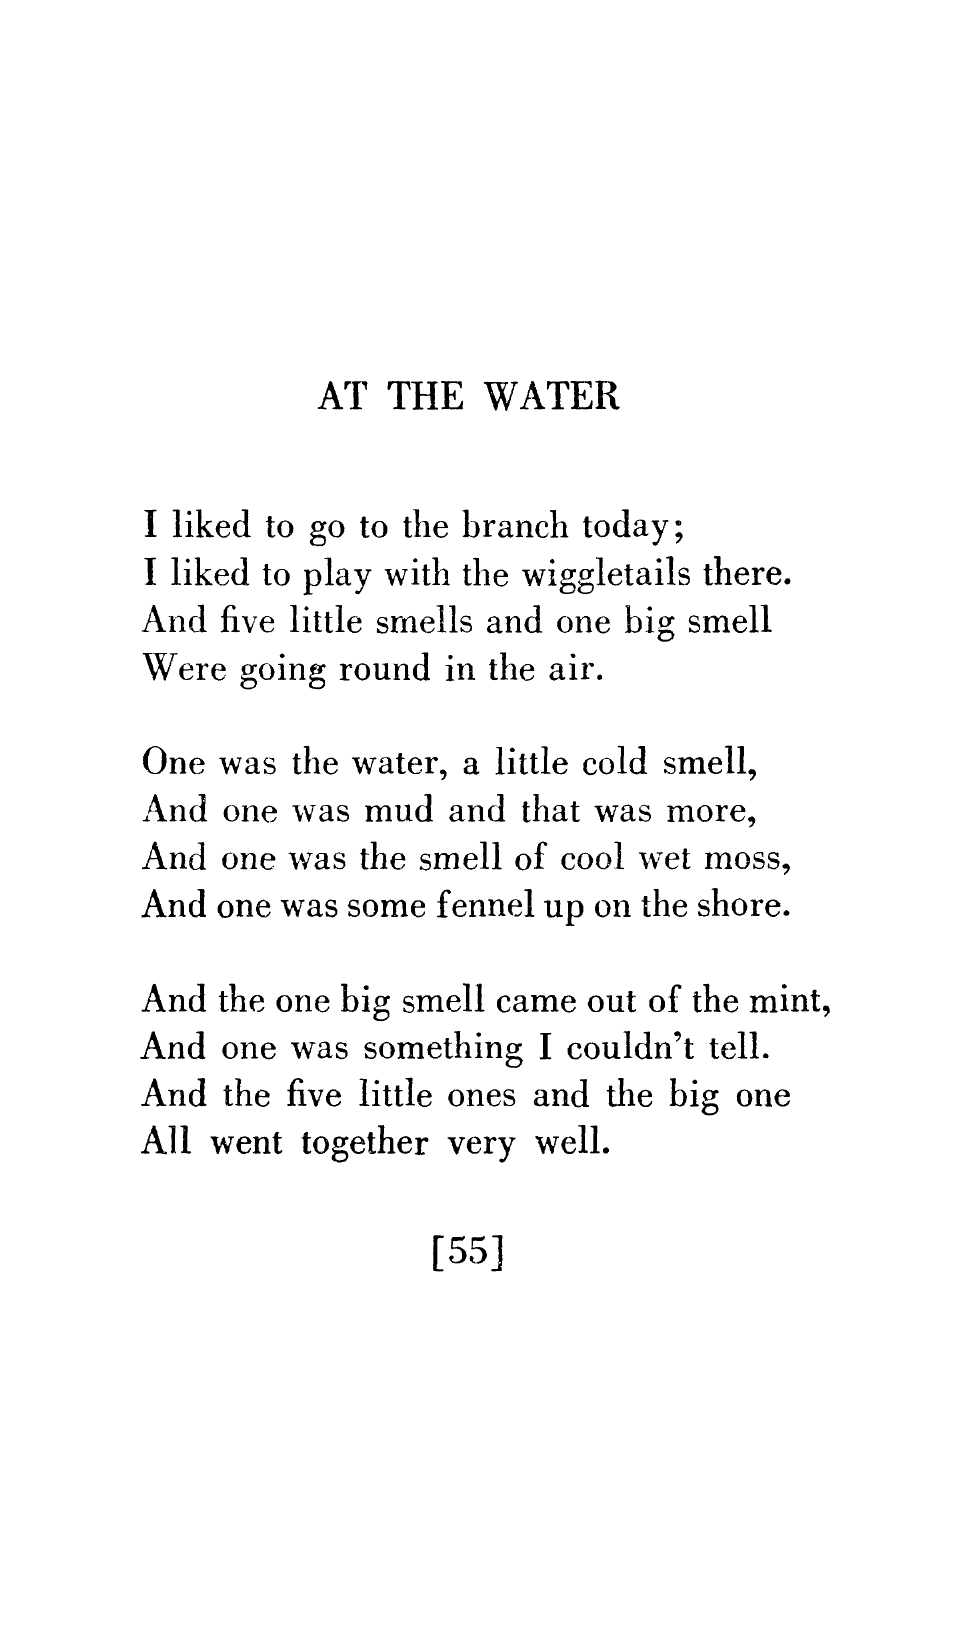 AT THE WATER
I liked to go to the branch today;
I liked to play with the wiggletails there.
And five little smells and one big smell
Were going round in the air.
One was the water, a little cold smell,
And one was mud and that was more,
And one was the smell of cool wet moss,
And one was some fennel up on the shore.
And the one big smell came out of the mint,
And one was something I couldn't tell.
And the five little ones and the big one
All went together very well.
[55]